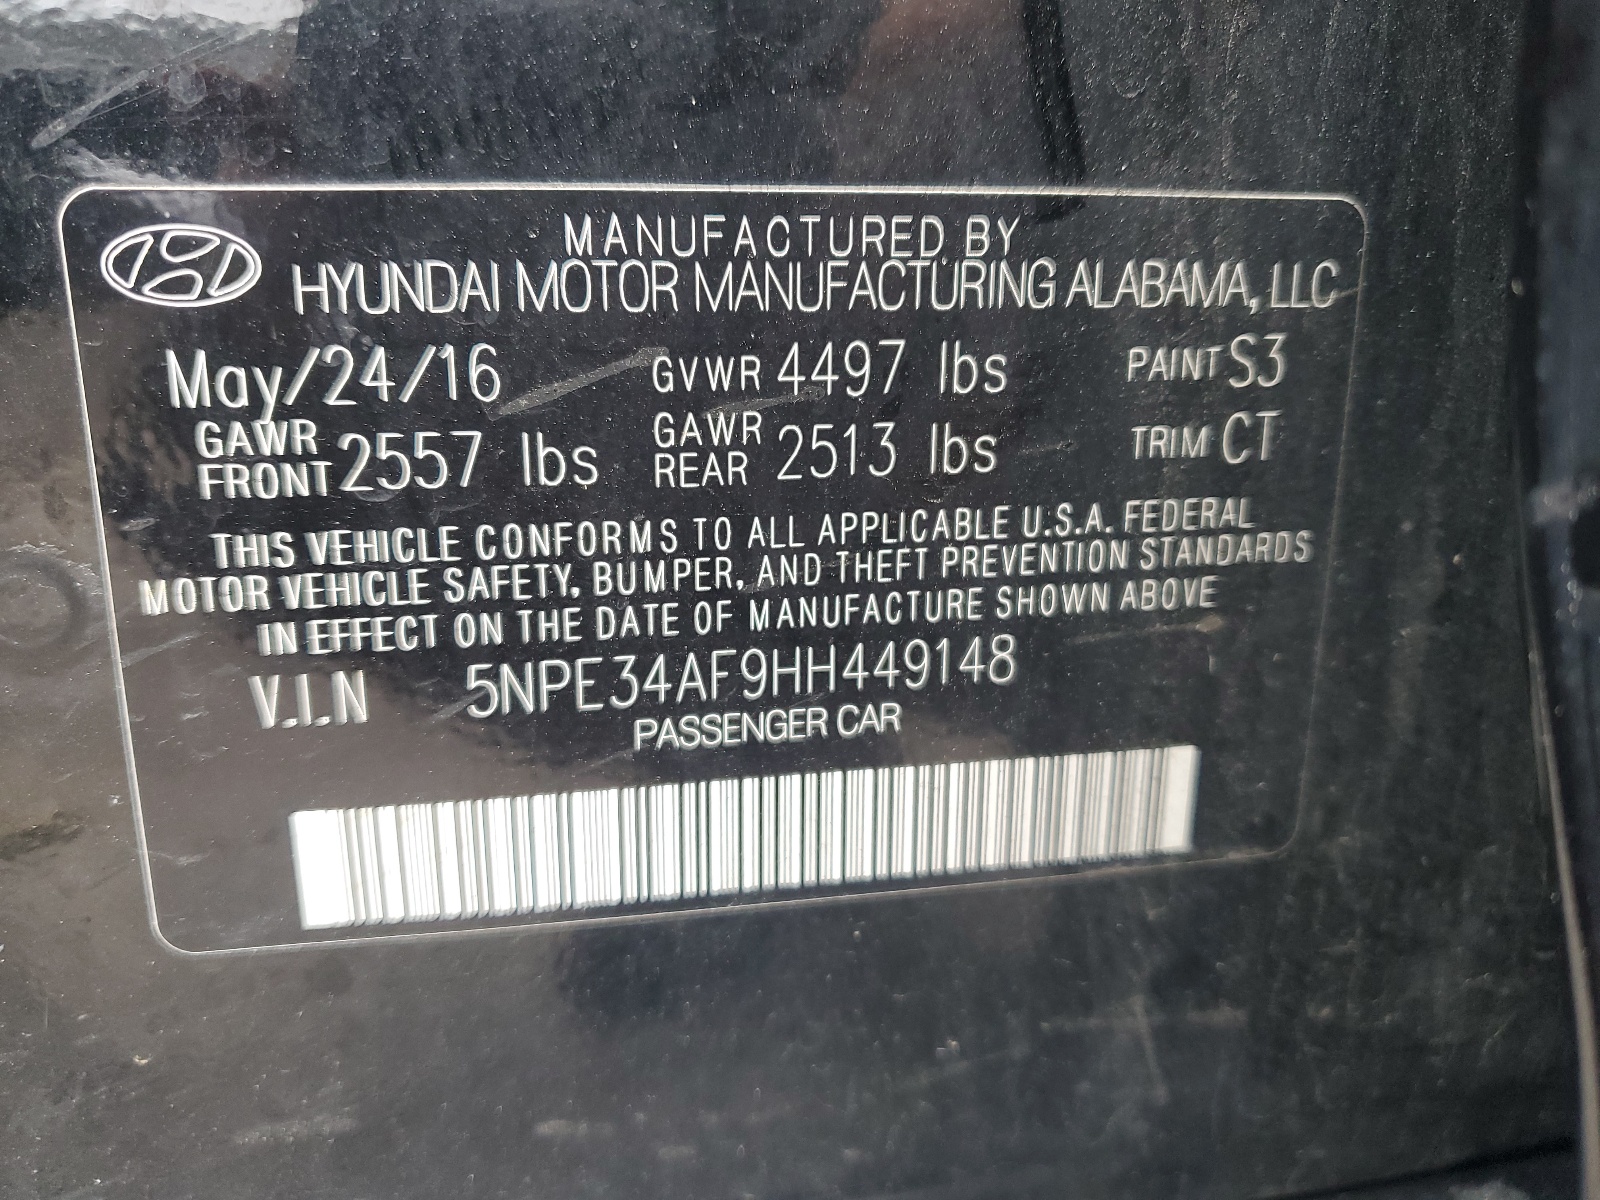 MANUFACTURED BY
HYUNDAI MOTOR MANUFACTURING ALABAMA, LLC
May/24/16 GVWR 4497 lbs PAINT S3
GAWR FRONT 2557 lbs GAWR REAR 2513 lbs TRIM CT
THIS VEHICLE CONFORMS TO ALL APPLICABLE U.S.A. FEDERAL
MOTOR VEHICLE SAFETY, BUMPER, AND THEFT PREVENTION STANDARDS
IN EFFECT ON THE DATE OF MANUFACTURE SHOWN ABOVE
V.I.N 5NPE34AF9HH449148
PASSENGER CAR